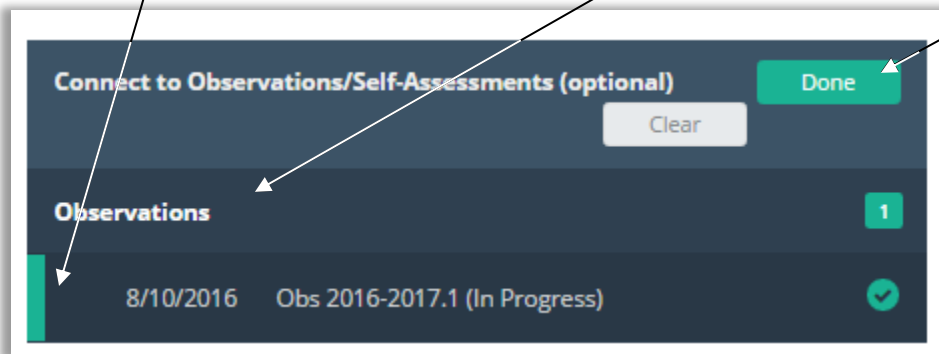 Connect to Observations/Self-Assessments (optional) Done
Clear
Observations 1
8/10/2016 Obs 2016-2017.1 (In Progress)